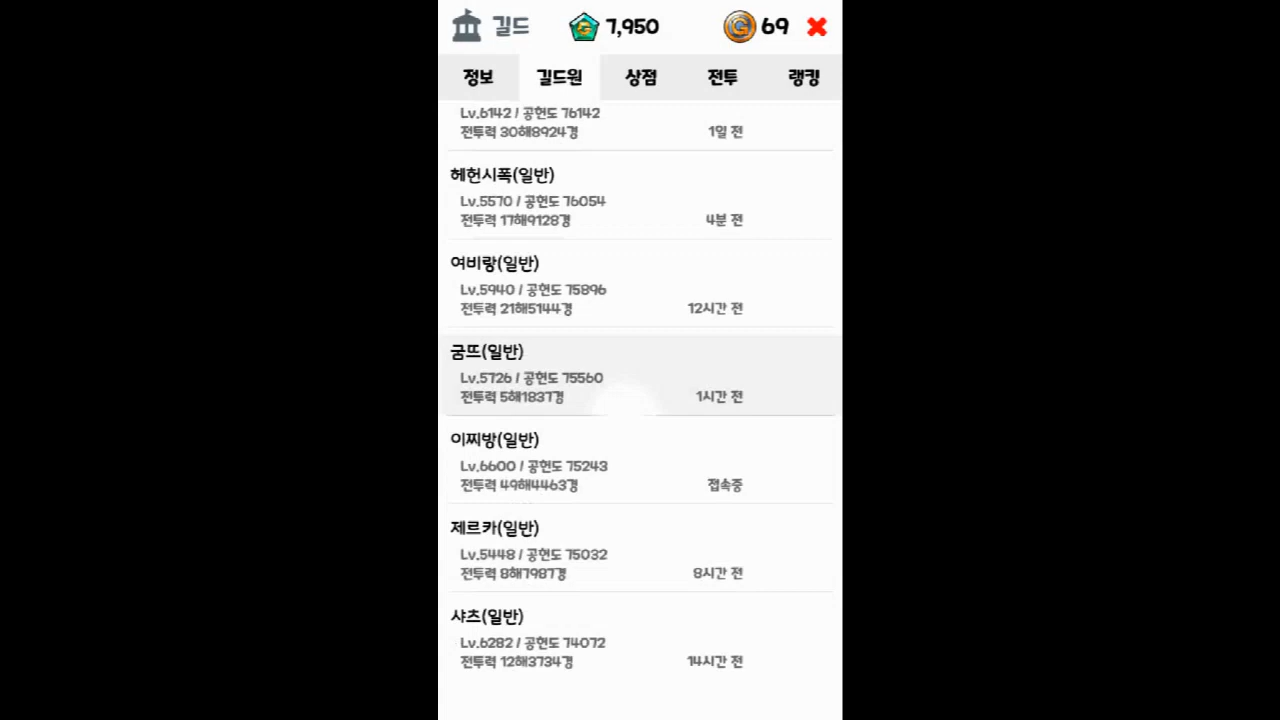 길드 7,950 69
정보 길드원 상점 전투 랭킹
Lv.6142 / 공헌도 76142
전투력 30해8924경 1일 전
헤헌시폭(일반)
Lv.5570 / 공헌도 76054
전투력 17해9128경 4분 전
여비랑(일반)
Lv.5940 / 공헌도 75896
전투력 21해5144경 12시간 전
굼뜨(일반)
Lv.5726 / 공헌도 75560
전투력 5해1837경 1시간 전
이찌방(일반)
Lv.6600 / 공헌도 75243
전투력 49해4463경 접속중
제르카(일반)
Lv.5448 / 공헌도 75032
전투력 8해7987경 8시간 전
샤츠(일반)
Lv.6282 / 공헌도 74072
전투력 12해3734경 14시간 전